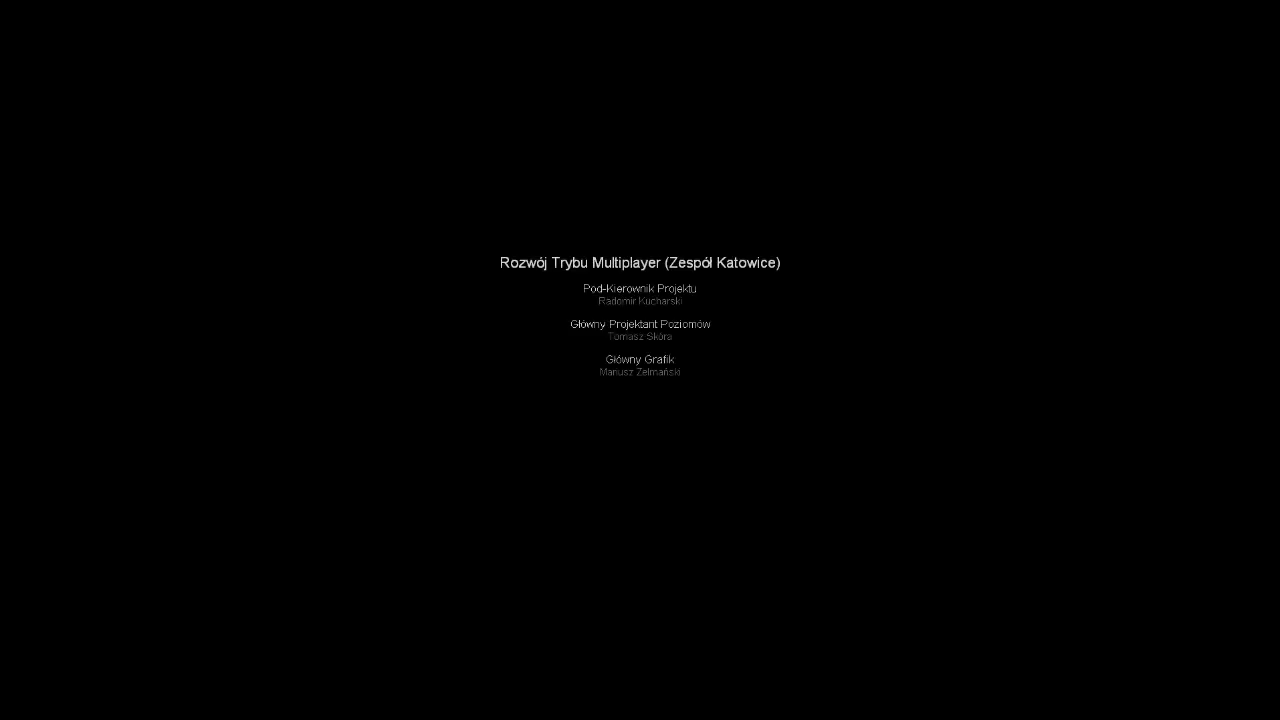 Rozwój Trybu Multiplayer (Zespół Katowice)
Pod-Kierownik Projektu
Radomir Kucharski
Główny Projektant Poziomów
Tomasz Skóra
Główny Grafik
Mariusz Zelmański